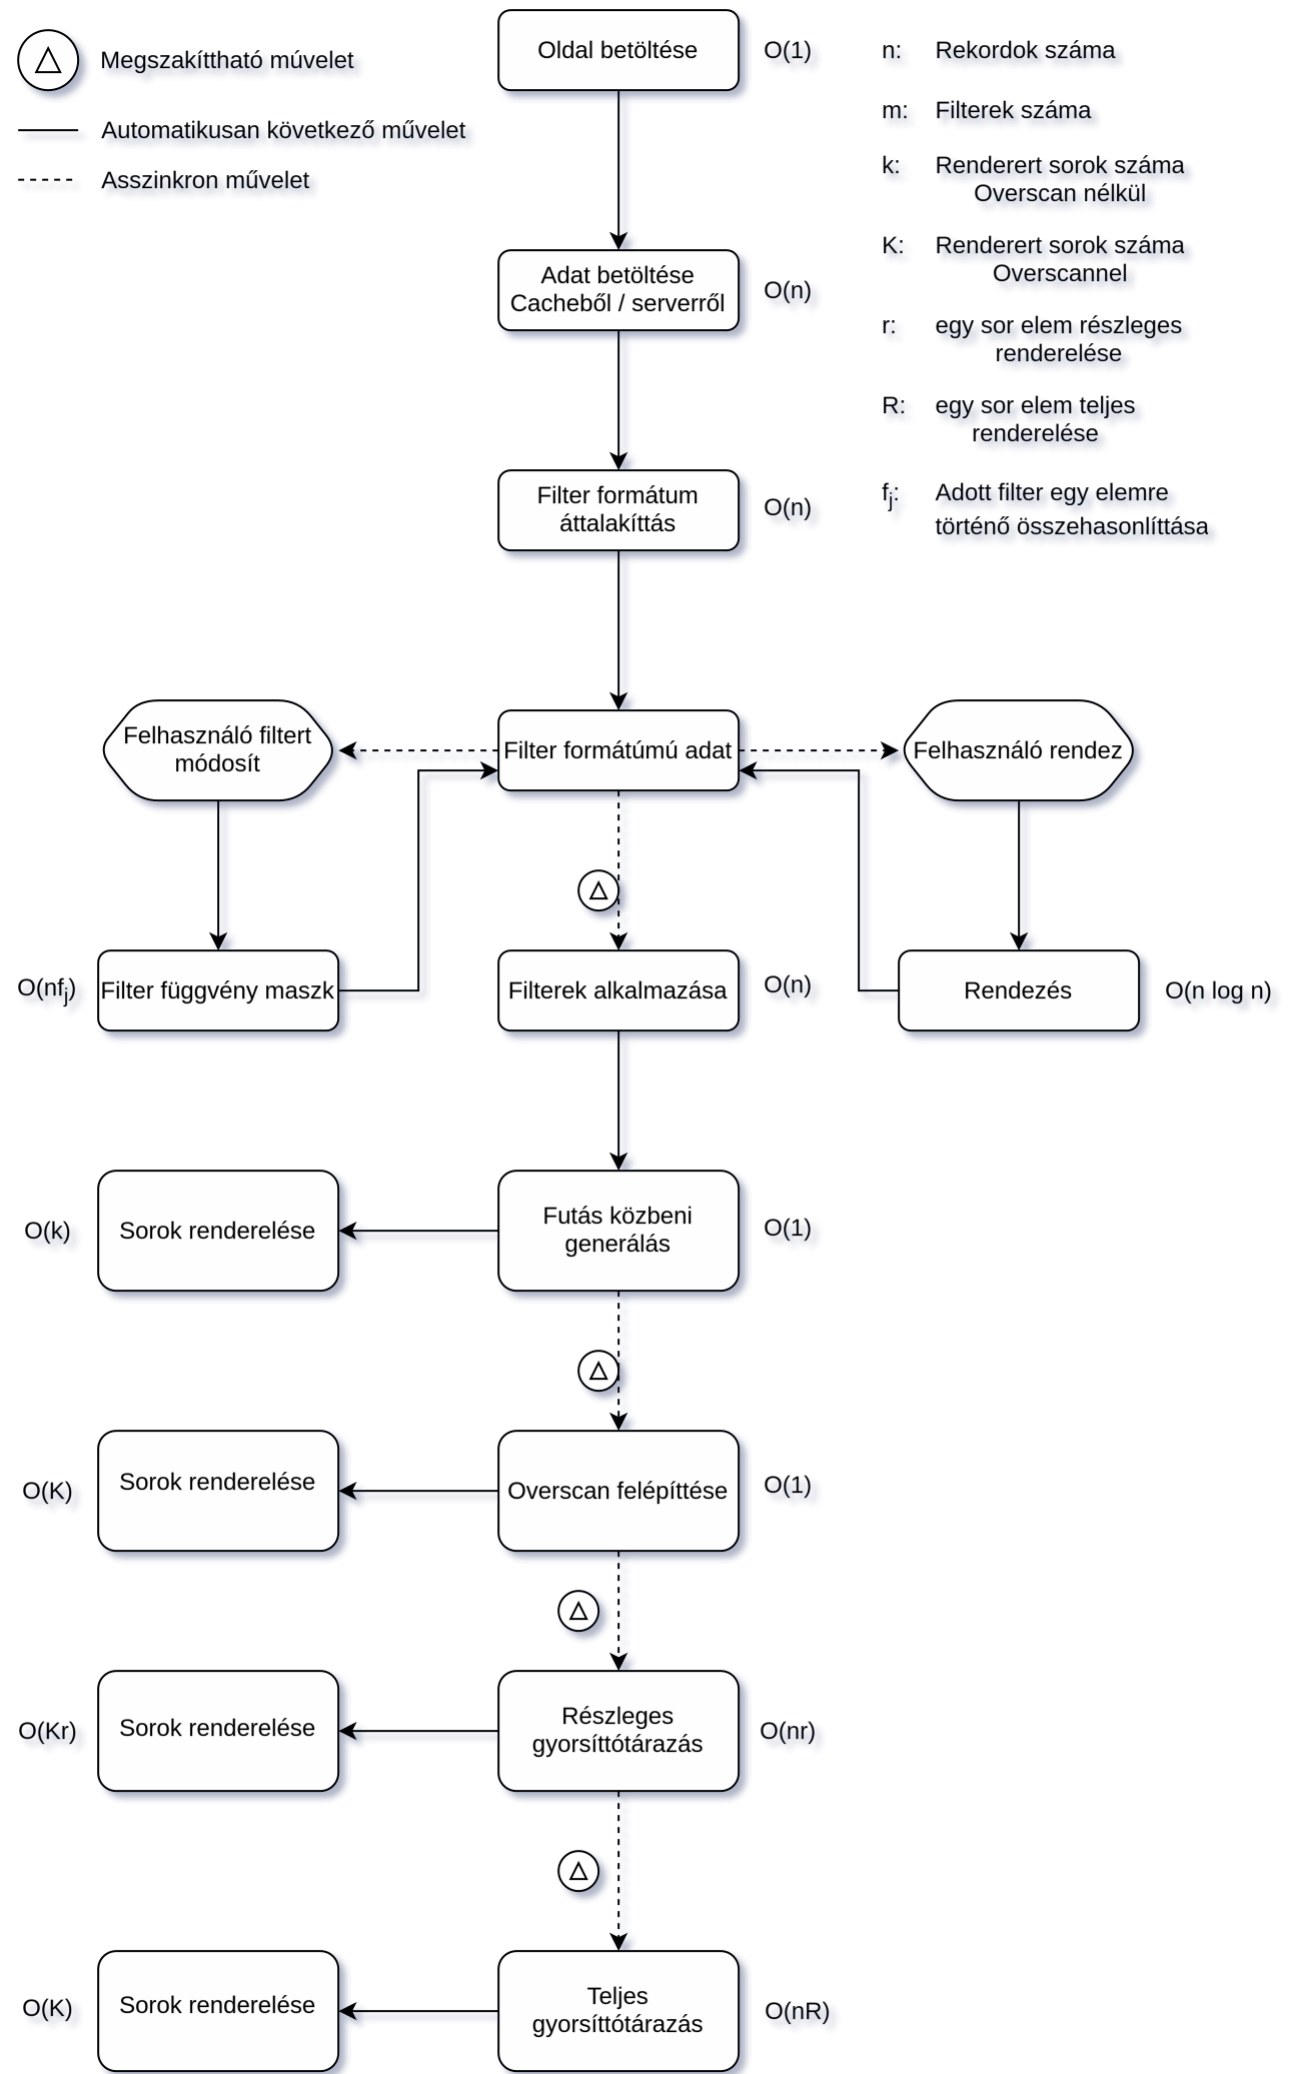 Megszakíttható múvelet
Automatikusan következő művelet
Asszinkron művelet
Oldal betöltése
O(1)
n: Rekordok száma
m: Filterek száma
k: Renderert sorok száma
Overscan nélkül
K: Renderert sorok száma
Overscannel
r: egy sor elem részleges
renderelése
R: egy sor elem teljes
renderelése
fj: Adott filter egy elemre
történő összehasonlíttása
Adat betöltése
Cacheből / serverről
O(n)
Filter formátum
áttalakíttás
O(n)
Felhasználó filtert
módosít
Filter formátúmú adat
Felhasználó rendez
O(nfj)
Filter függvény maszk
Filterek alkalmazása
O(n)
Rendezés
O(n log n)
O(k)
Sorok renderelése
Futás közbeni
generálás
O(1)
O(K)
Sorok renderelése
Overscan felépíttése
O(1)
O(Kr)
Sorok renderelése
Részleges
gyorsíttótárazás
O(nr)
O(K)
Sorok renderelése
Teljes
gyorsíttótárazás
O(nR)